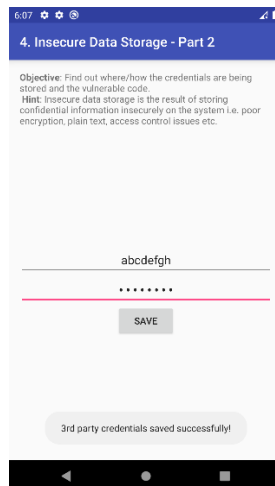 6:07
4. Insecure Data Storage - Part 2
Objective: Find out where/how the credentials are being
stored and the vulnerable code.
Hint: Insecure data storage is the result of storing
confidential information insecurely on the system i.e. poor
encryption, plain text, access control issues etc.
abcdefgh
••••••••
SAVE
3rd party credentials saved successfully!